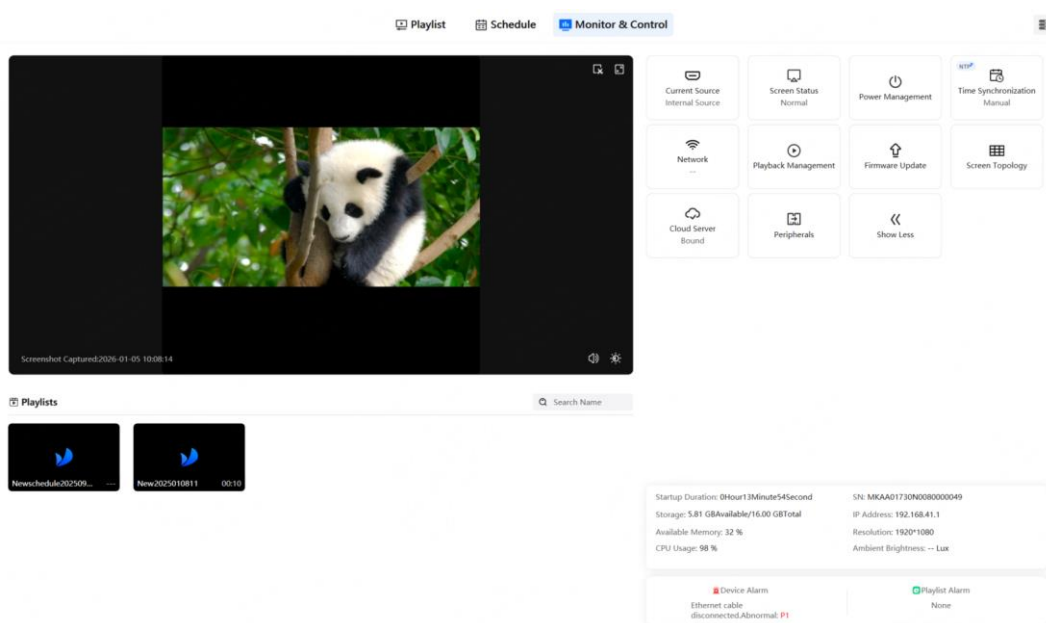 Playlist
Schedule
Monitor & Control
Current Source
Internal Source
Screen Status
Normal
Power Management
NTP
Time Synchronization
Manual
Network
--
Playback Management
Firmware Update
Screen Topology
Cloud Server
Bound
Peripherals
Show Less
Screenshot Captured:2026-01-05 10:08:14
Playlists
Search Name
Newschedule202509... ---
New2025010811 00:10
Startup Duration: 0Hour13Minute54Second
SN: MKAA01730N0080000049
Storage: 5.81 GBAvailable/16.00 GBTotal
IP Address: 192.168.41.1
Available Memory: 32 %
Resolution: 1920*1080
CPU Usage: 98 %
Ambient Brightness: -- Lux
Device Alarm
Ethernet cable
disconnected.Abnormal: P1
Playlist Alarm
None